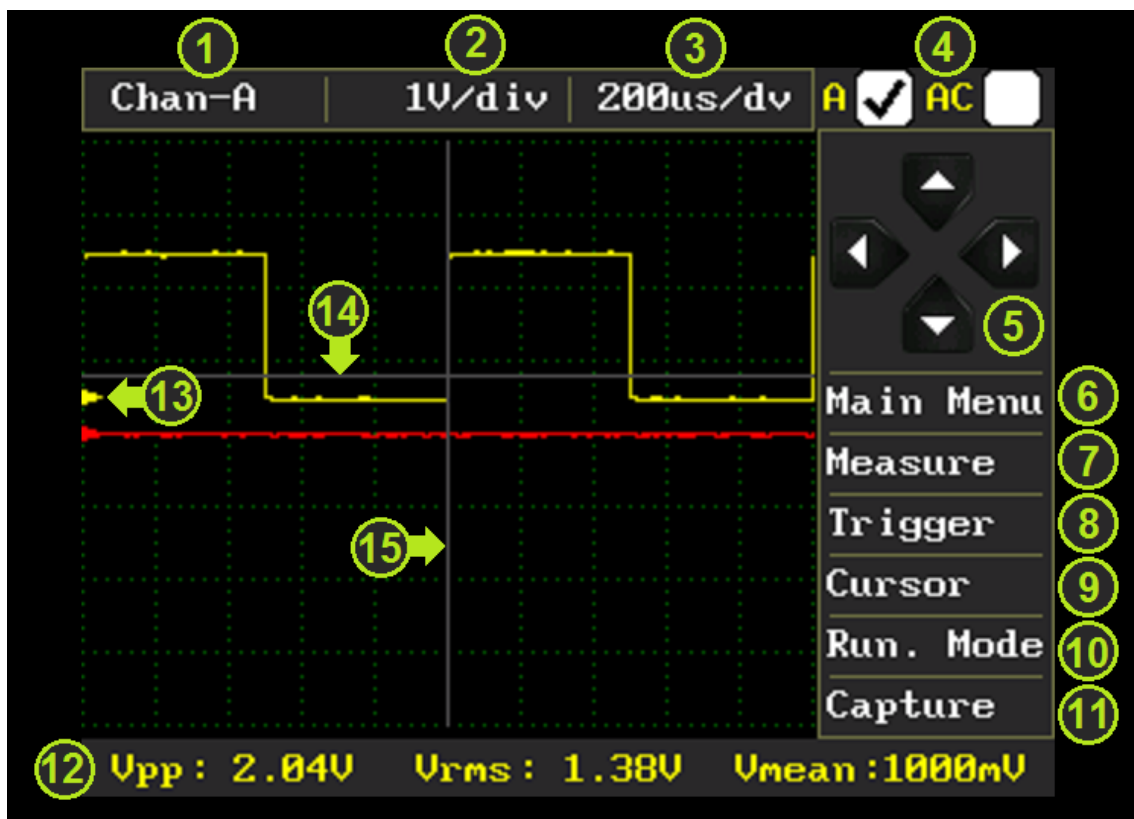 1 2 3 4
Chan-A 1V/div 200us/dv A AC
5
14
13
Main Menu 6
Measure 7
15
Trigger 8
Cursor 9
Run. Mode 10
Capture 11
12 Vpp: 2.04V Vrms: 1.38V Vmean:1000mV